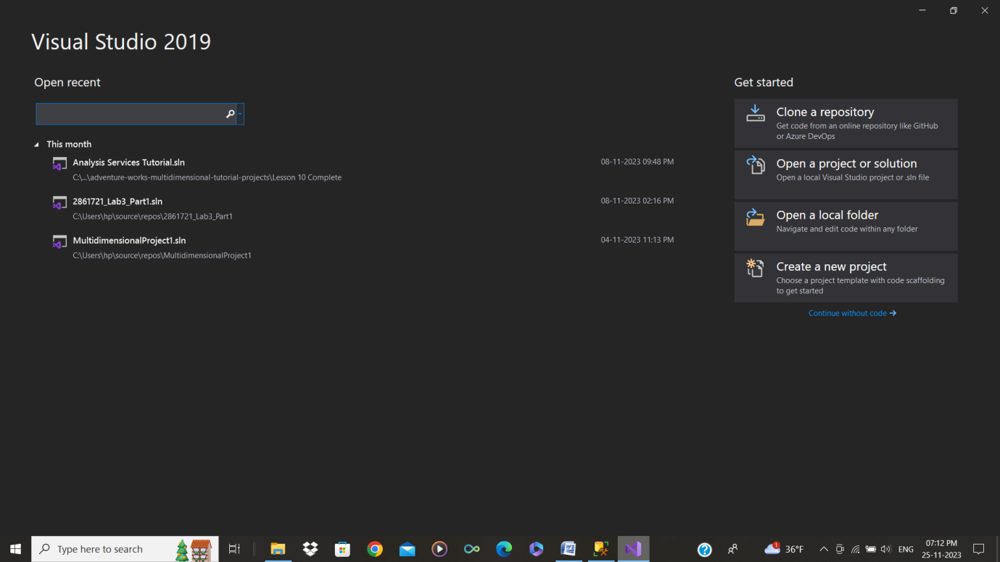 Visual Studio 2019
Open recent
This month
Analysis Services Tutorial.sln
08-11-2023 09:48 PM
C:\...\adventure-works-multidimensional-tutorial-projects\Lesson 10 Complete
2861721_Lab3_Part1.sln
08-11-2023 02:16 PM
C:\Users\hp\source\repos\2861721_Lab3_Part1
MultidimensionalProject1.sln
04-11-2023 11:13 PM
C:\Users\hp\source\repos\MultidimensionalProject1
Get started
Clone a repository
Get code from an online repository like GitHub
or Azure DevOps
Open a project or solution
Open a local Visual Studio project or .sln file
Open a local folder
Navigate and edit code within any folder
Create a new project
Choose a project template with code scaffolding
to get started
Continue without code
Type here to search
1
36°F
ENG
07:12 PM
25-11-2023